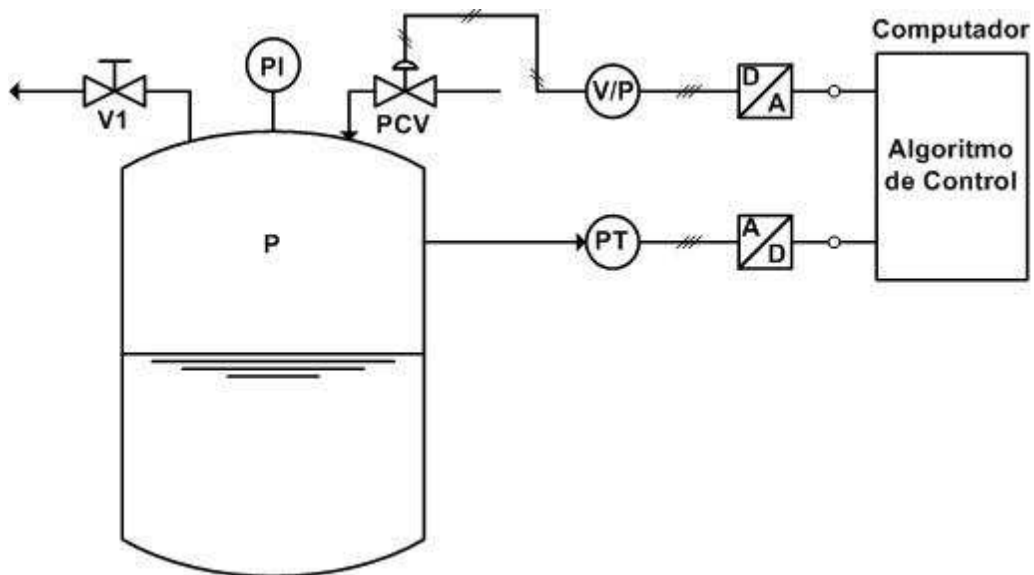 Computador
PI
V1
PCV
V/P
D
A
Algoritmo
de Control
P
PT
A
D